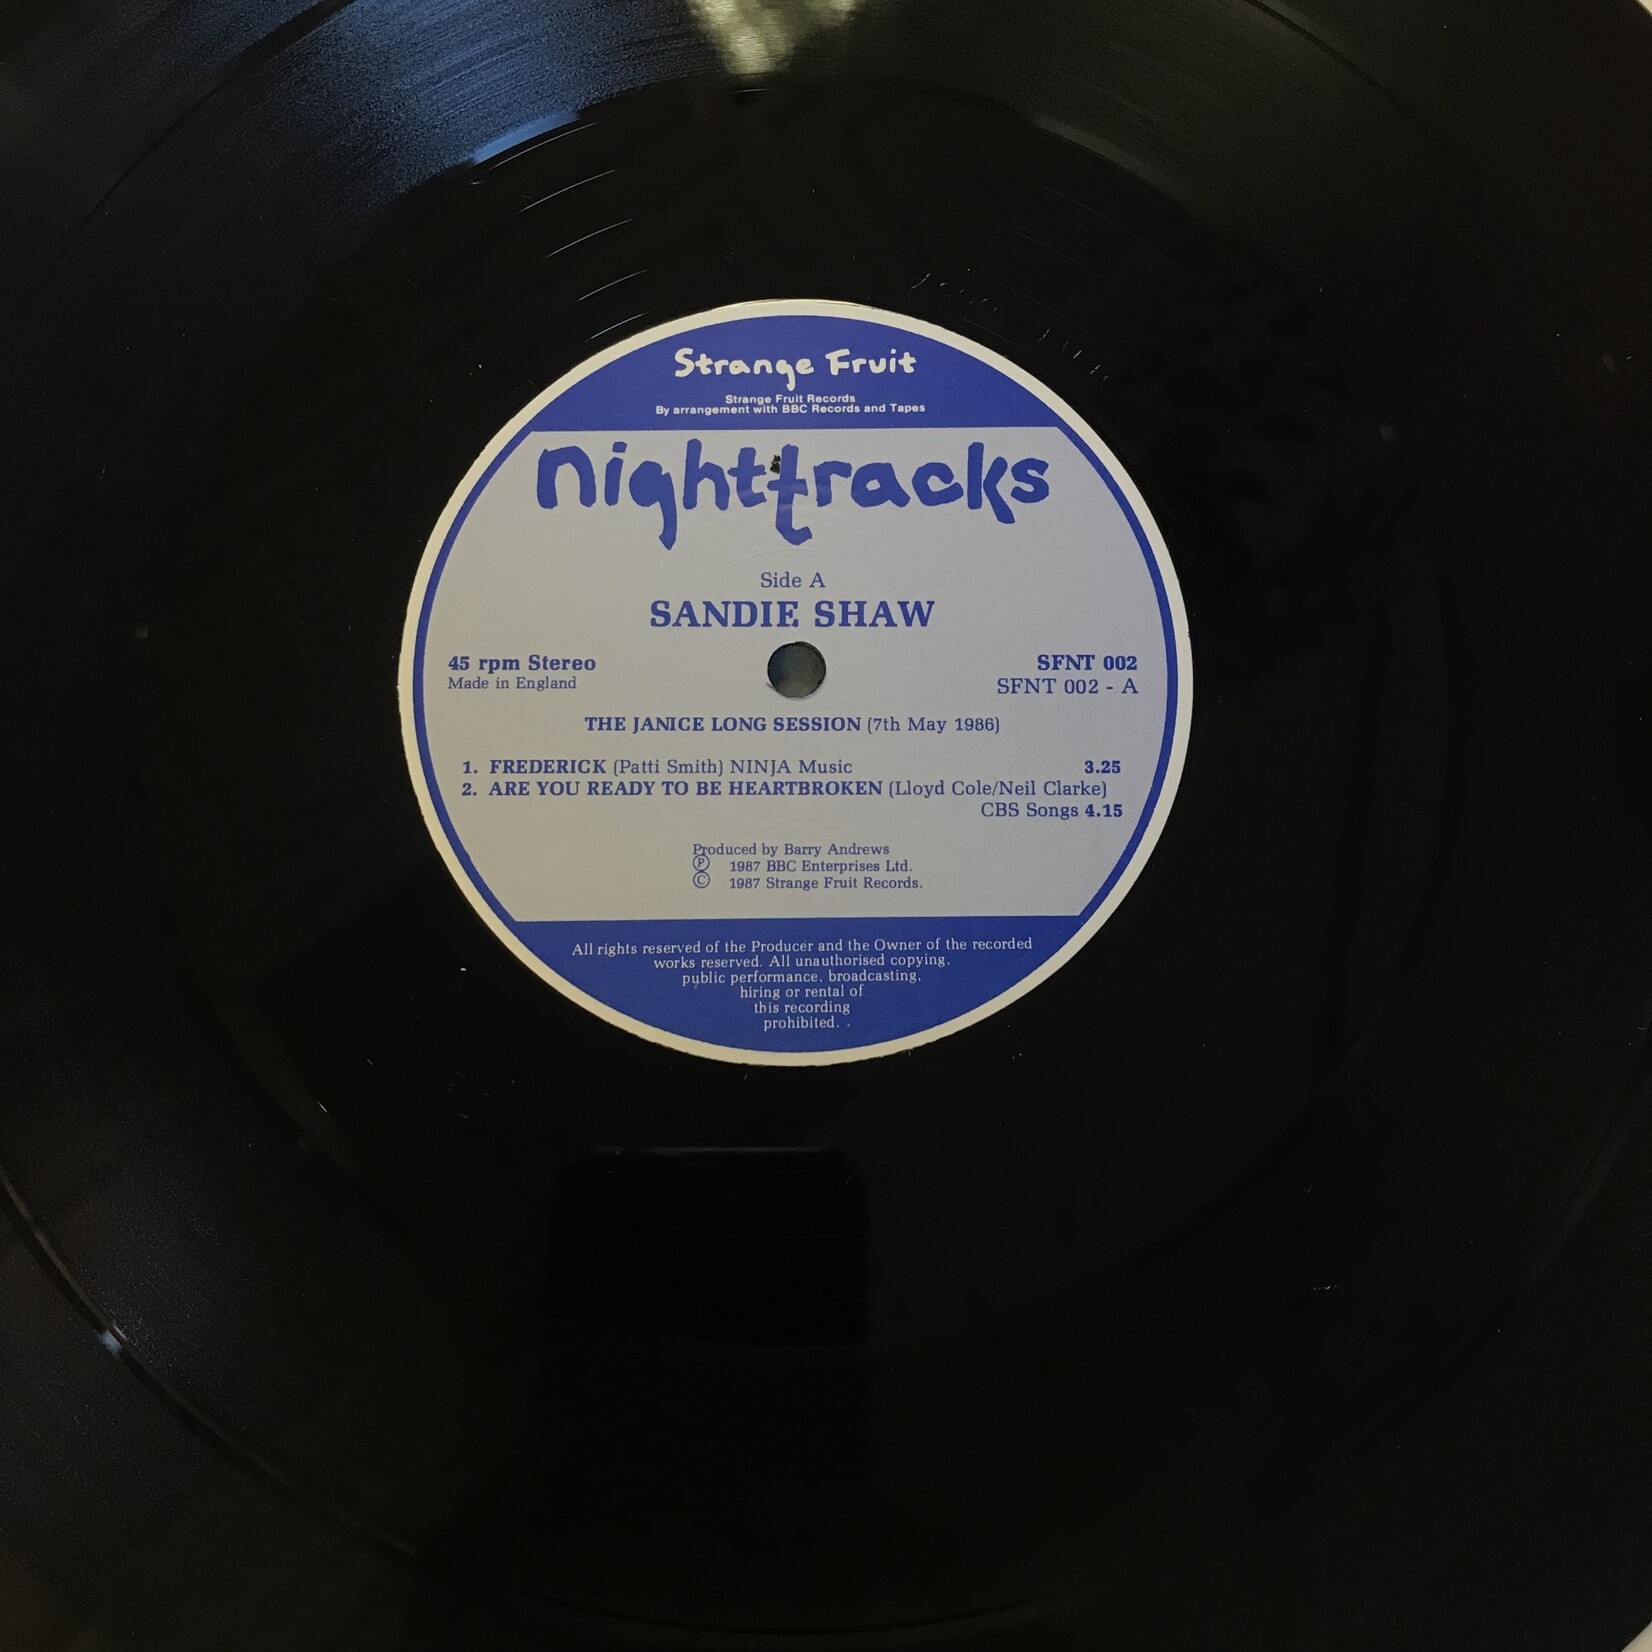 Strange Fruit
Strange Fruit Records
By arrangement with BBC Records and Tapes
nighttracks
Side A
SANDIE SHAW
45 rpm Stereo
Made in England
SFNT 002
SFNT 002 - A
THE JANICE LONG SESSION (7th May 1986)
1. FREDERICK (Patti Smith) NINJA Music 3.25
2. ARE YOU READY TO BE HEARTBROKEN (Lloyd Cole/Neil Clarke)
CBS Songs 4.15
Produced by Barry Andrews
Ⓟ 1987 BBC Enterprises Ltd.
© 1987 Strange Fruit Records.
All rights reserved of the Producer and the Owner of the recorded
works reserved. All unauthorised copying,
public performance, broadcasting,
hiring or rental of
this recording
prohibited.